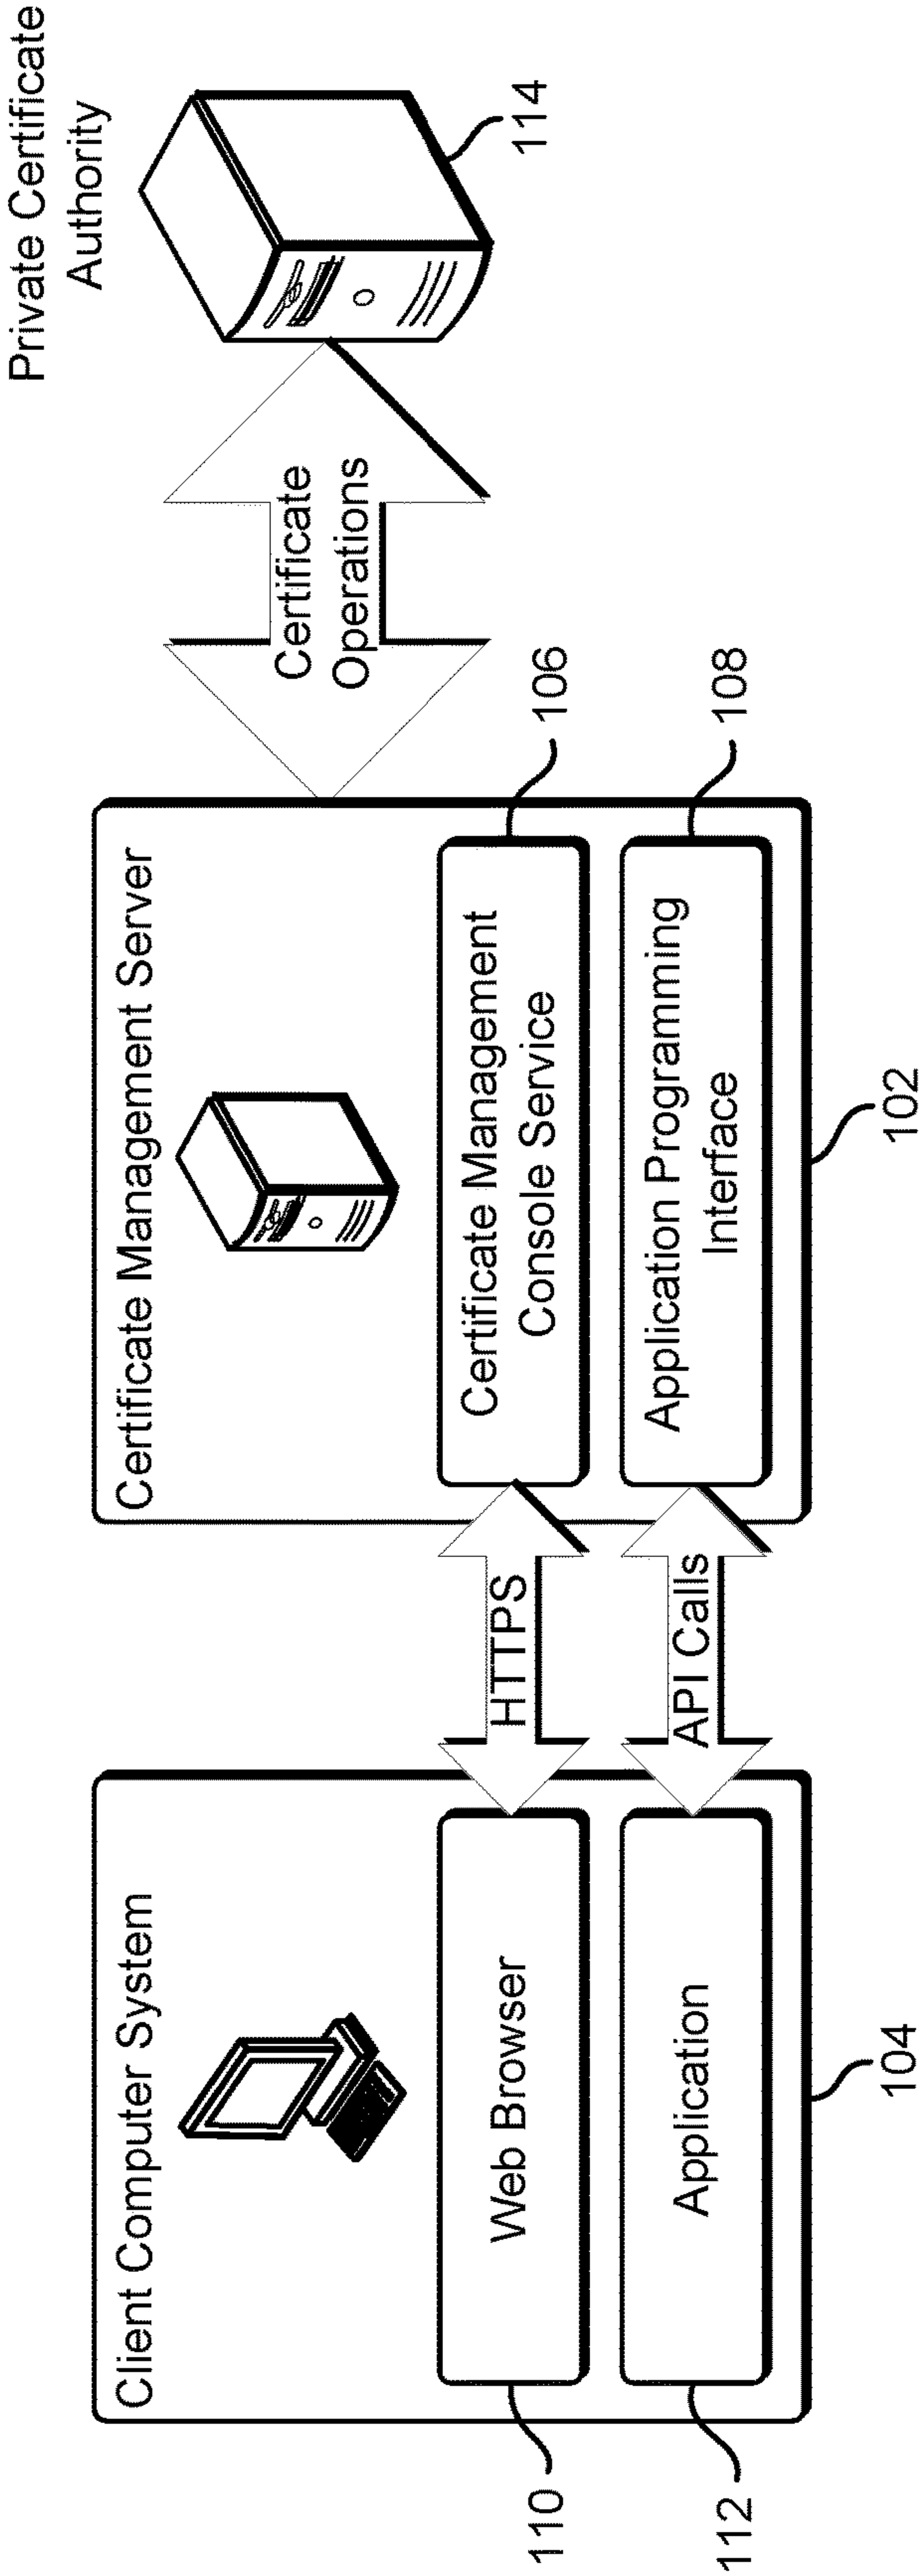 Client Computer System
Web Browser
Application
110
112
104
HTTPS
API Calls
Certificate Management Server
Certificate Management
Console Service
Application Programming
Interface
106
108
102
Certificate
Operations
Private Certificate
Authority
114